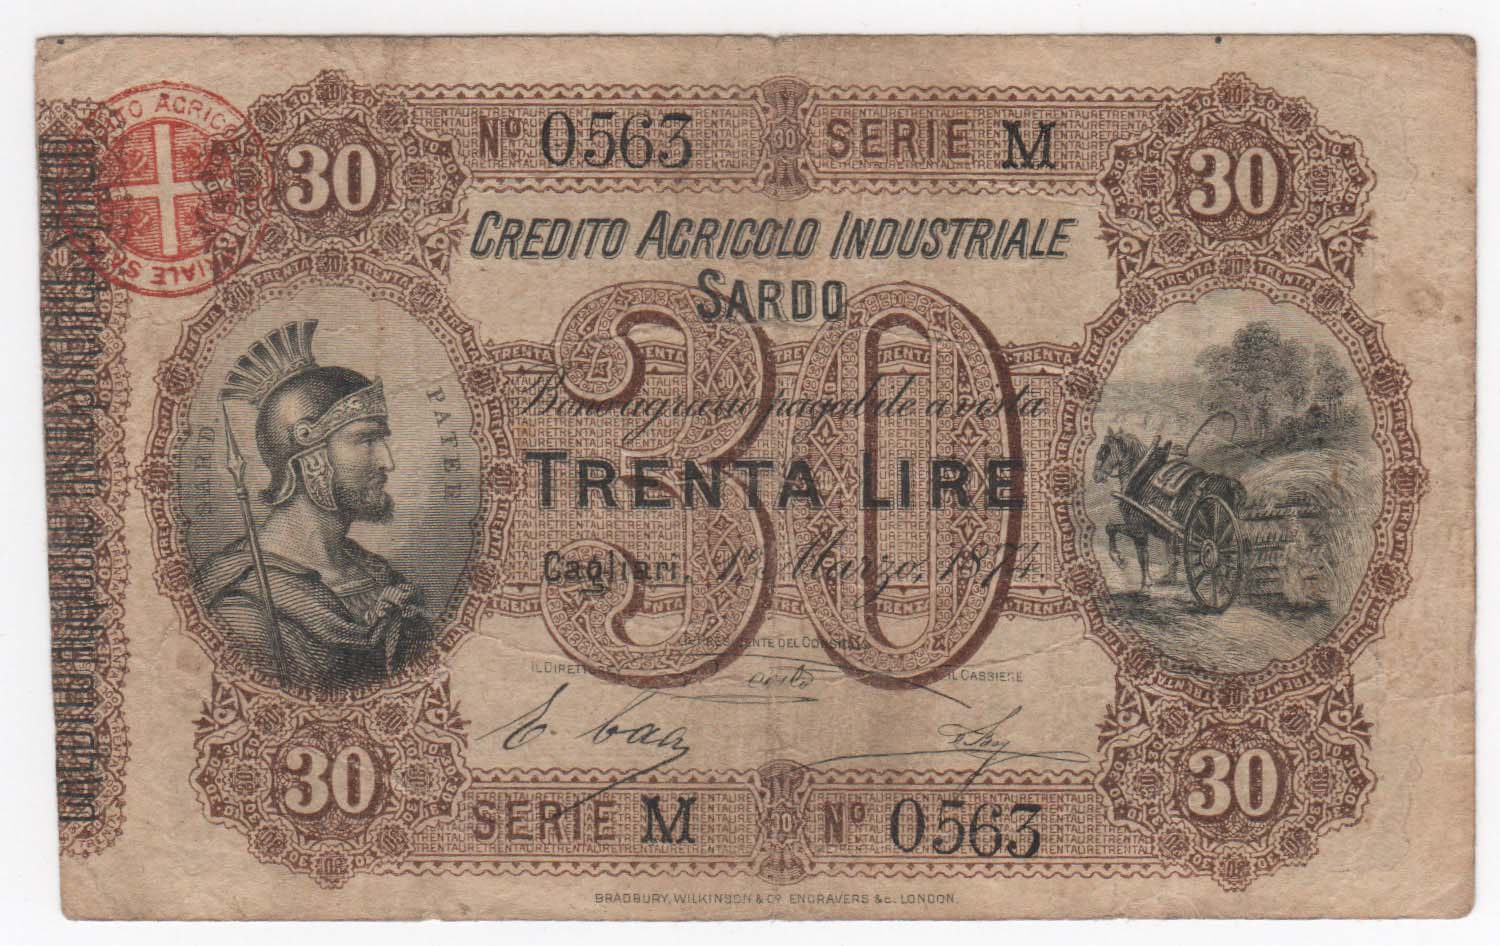 30
Nº 0563 SERIE M
30
CREDITO AGRICOLO INDUSTRIALE
SARDO
30
SARD.
PATER
Buono agrario pagabile a vista
TRENTA LIRE
Cagliari, 1º Marzo, 1874
IL PRESIDENTE DEL CONSIGLIO
IL DIRETTORE
IL CASSIERE
30
SERIE M Nº 0563
30
BRADBURY, WILKINSON & Cº ENGRAVERS &c. LONDON.